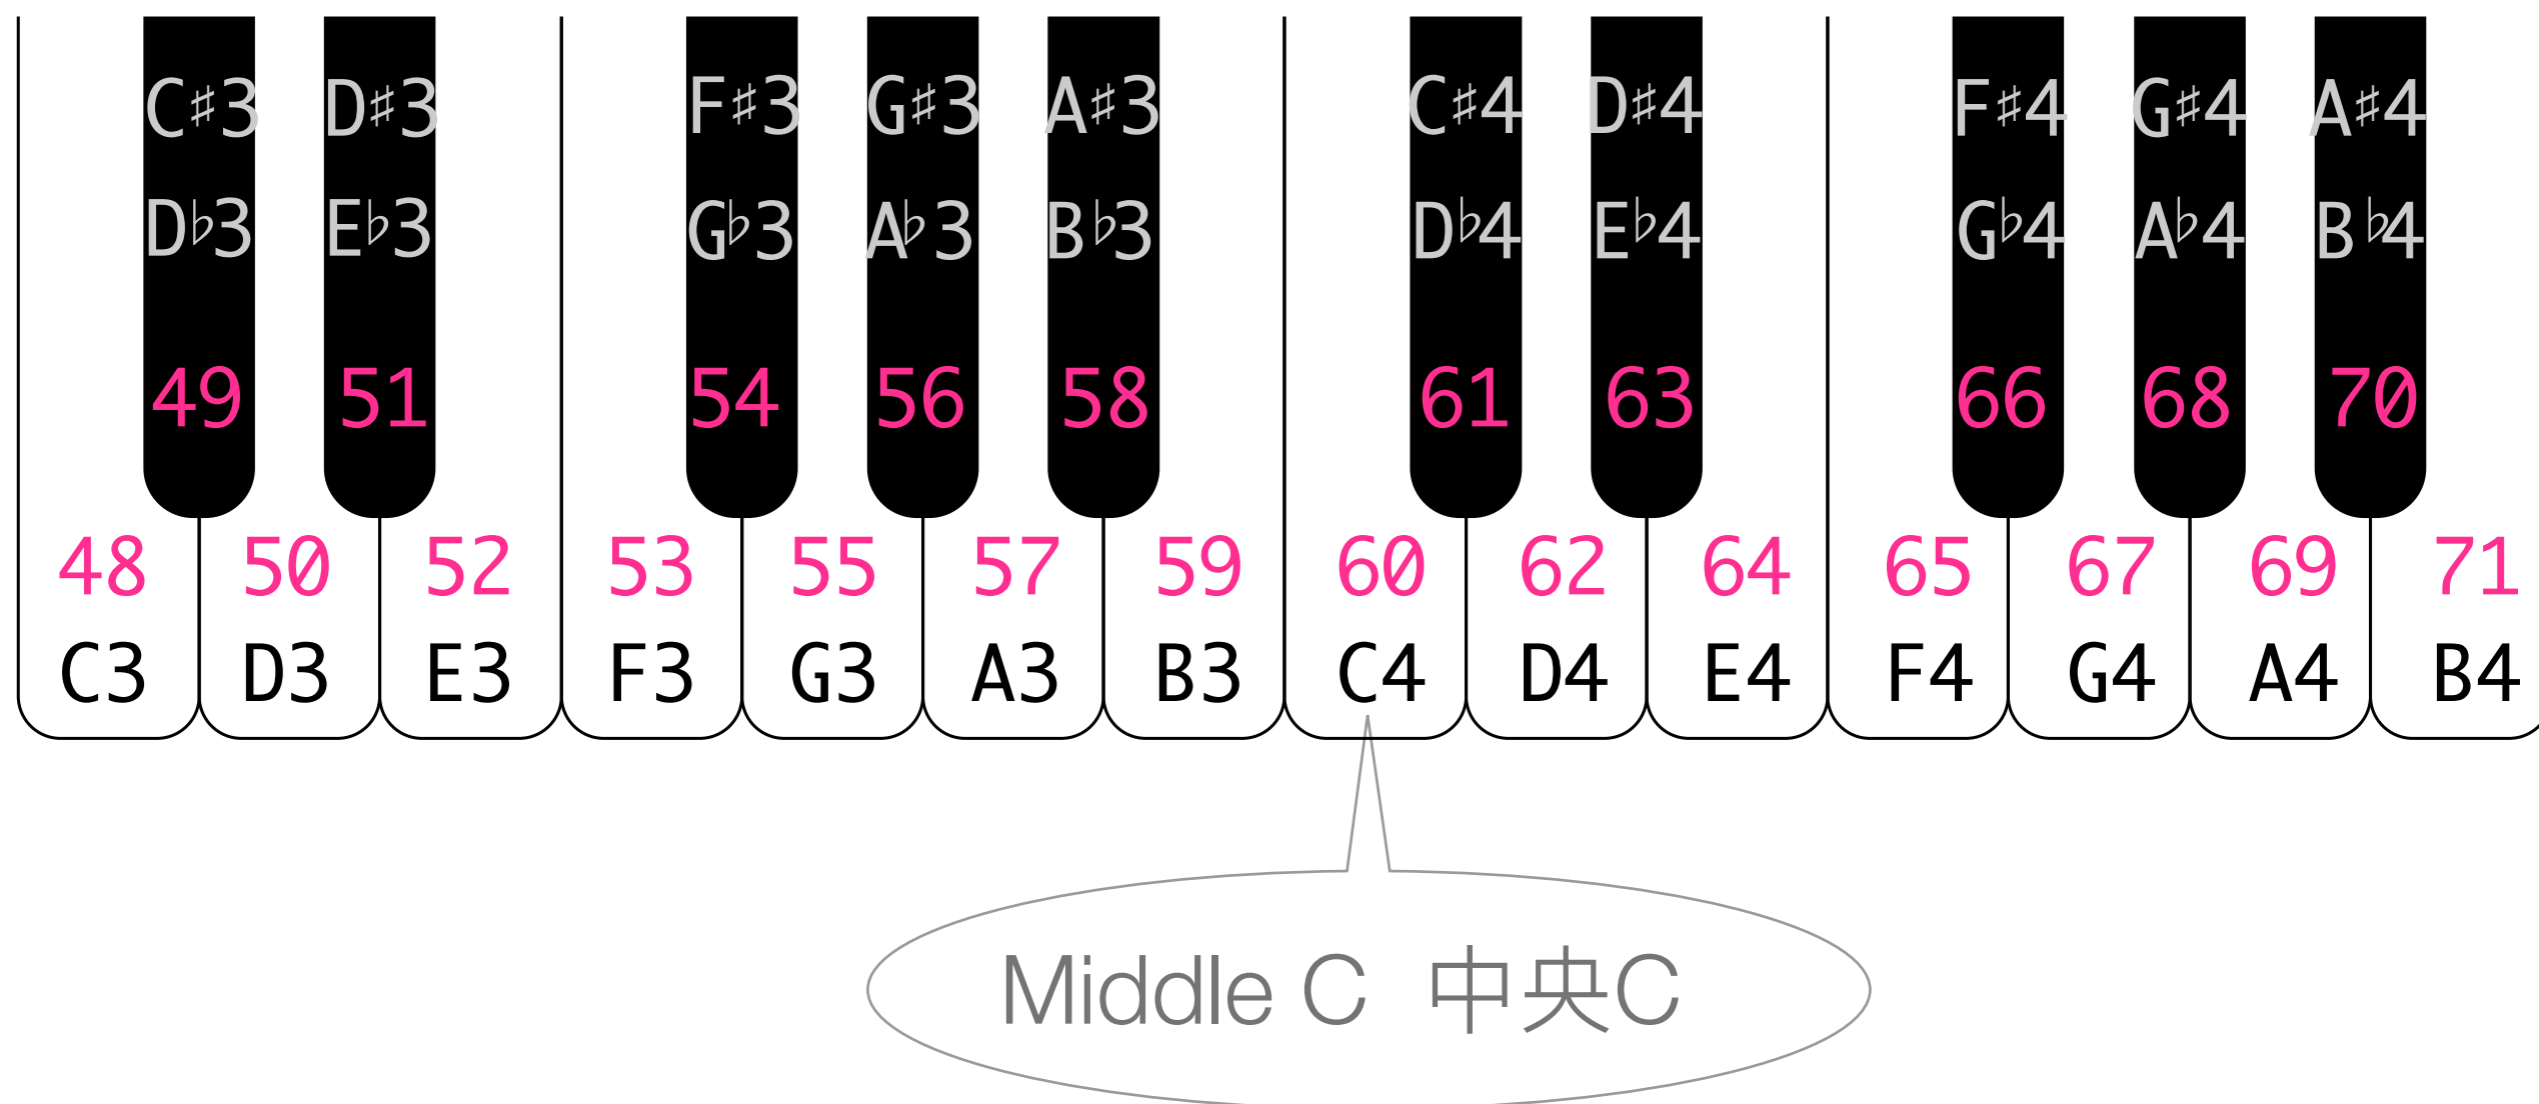 C♯3 D♯3 F♯3 G♯3 A♯3 C♯4 D♯4 F♯4 G♯4 A♯4
D♭3 E♭3 G♭3 A♭3 B♭3 D♭4 E♭4 G♭4 A♭4 B♭4
49 51 54 56 58 61 63 66 68 70
48 50 52 53 55 57 59 60 62 64 65 67 69 71
C3 D3 E3 F3 G3 A3 B3 C4 D4 E4 F4 G4 A4 B4
Middle C 中央C